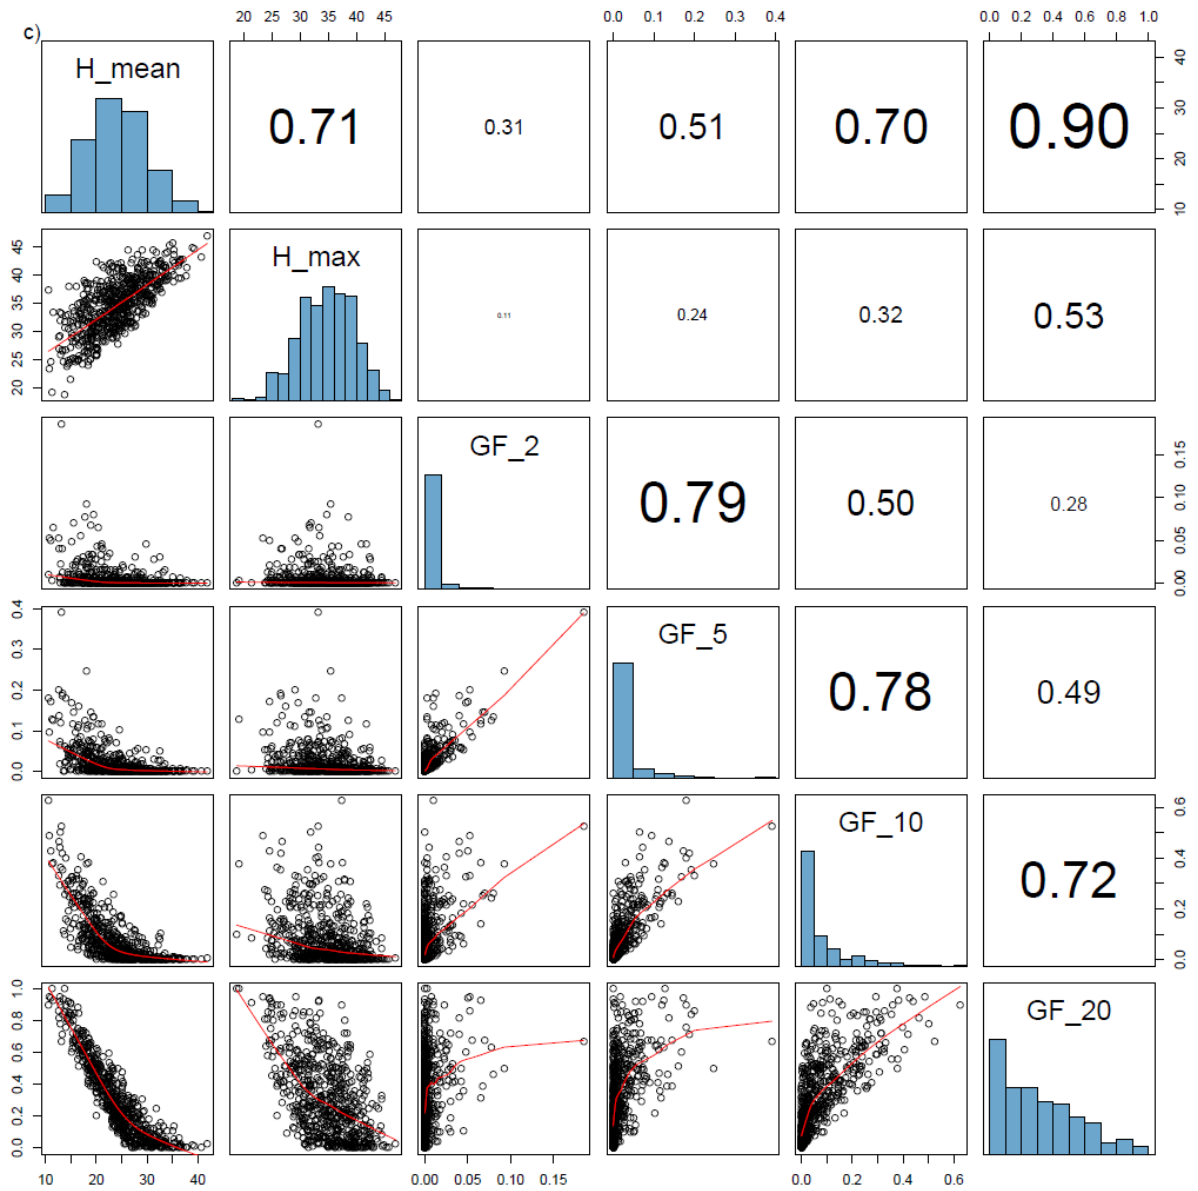 20 25 30 35 40 45 0.0 0.1 0.2 0.3 0.4 0.0 0.2 0.4 0.6 0.8 1.0
c)
H_mean 0.71 0.31 0.51 0.70 0.90
10 20 30 40
20 25 30 35 40 45
H_max 0.11 0.24 0.32 0.53
GF_2 0.79 0.50 0.28
0.00 0.05 0.10 0.15
0.0 0.1 0.2 0.3 0.4
GF_5 0.78 0.49
GF_10 0.72
0.0 0.2 0.4 0.6
0.0 0.2 0.4 0.6 0.8 1.0
GF_20
10 20 30 40 0.00 0.05 0.15 0.0 0.2 0.4 0.6